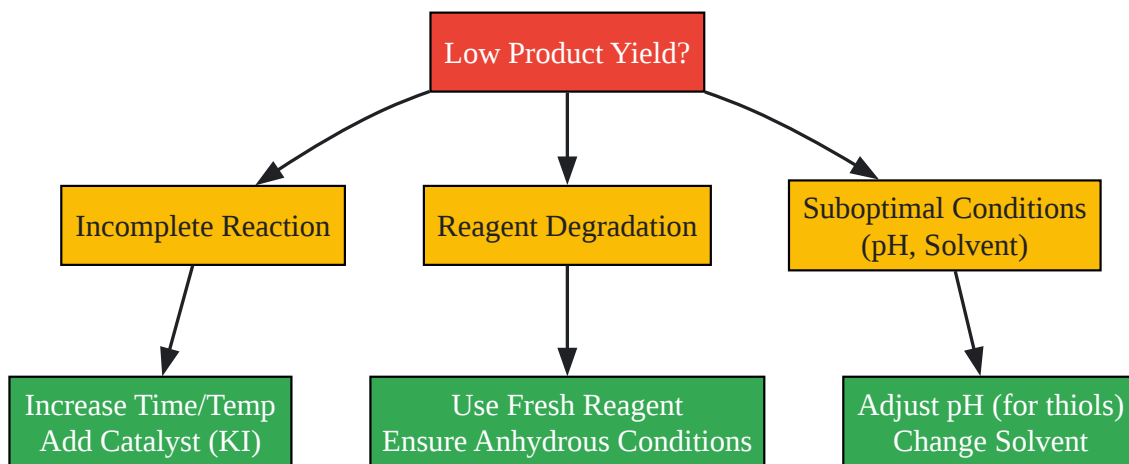 Low Product Yield?
Incomplete Reaction
Reagent Degradation
Suboptimal Conditions
(pH, Solvent)
Increase Time/Temp
Add Catalyst (KI)
Use Fresh Reagent
Ensure Anhydrous Conditions
Adjust pH (for thiols)
Change Solvent